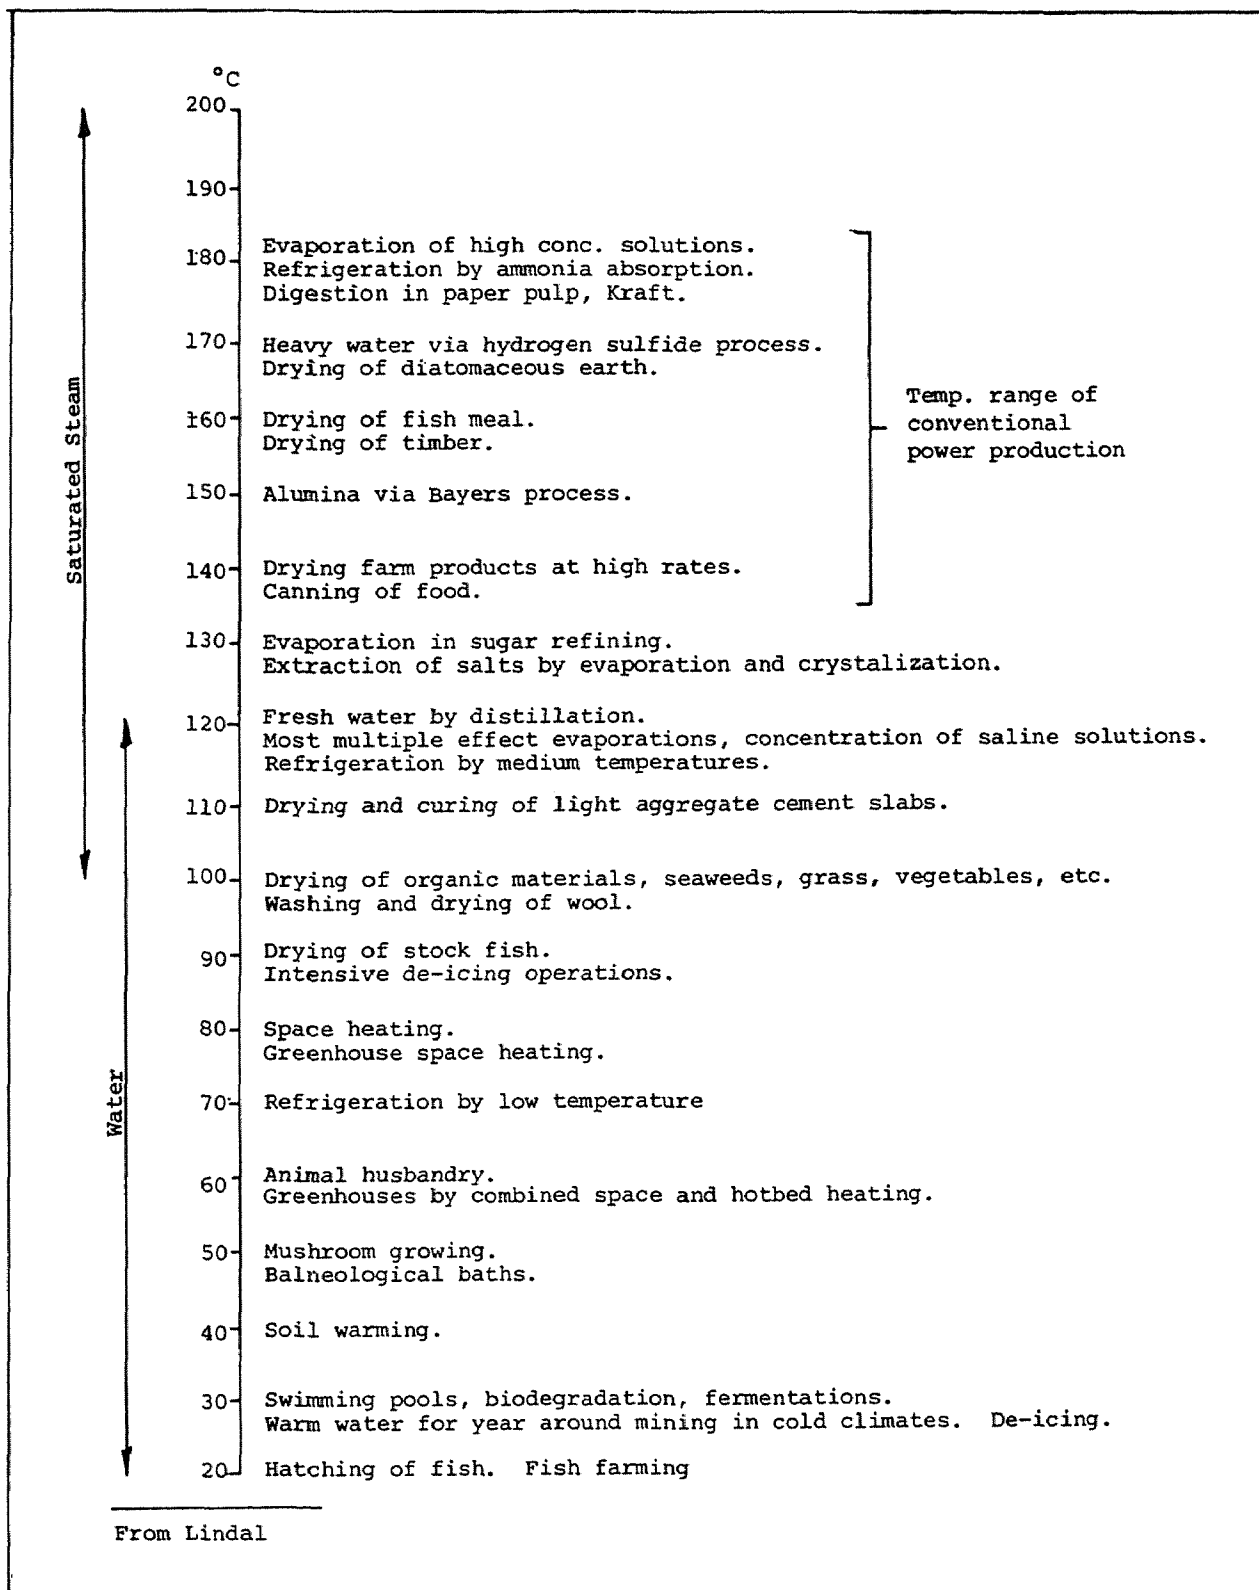 °C
200
190
180
Evaporation of high conc. solutions.
Refrigeration by ammonia absorption.
Digestion in paper pulp, Kraft.
170
Heavy water via hydrogen sulfide process.
Drying of diatomaceous earth.
160
Drying of fish meal.
Drying of timber.
150
Alumina via Bayers process.
140
Drying farm products at high rates.
Canning of food.
Temp. range of
conventional
power production
130
Evaporation in sugar refining.
Extraction of salts by evaporation and crystalization.
120
Fresh water by distillation.
Most multiple effect evaporations, concentration of saline solutions.
Refrigeration by medium temperatures.
110
Drying and curing of light aggregate cement slabs.
100
Drying of organic materials, seaweeds, grass, vegetables, etc.
Washing and drying of wool.
90
Drying of stock fish.
Intensive de-icing operations.
80
Space heating.
Greenhouse space heating.
70
Refrigeration by low temperature
60
Animal husbandry.
Greenhouses by combined space and hotbed heating.
50
Mushroom growing.
Balneological baths.
40
Soil warming.
30
Swimming pools, biodegradation, fermentations.
Warm water for year around mining in cold climates. De-icing.
20
Hatching of fish. Fish farming
Saturated Steam
Water
From Lindal